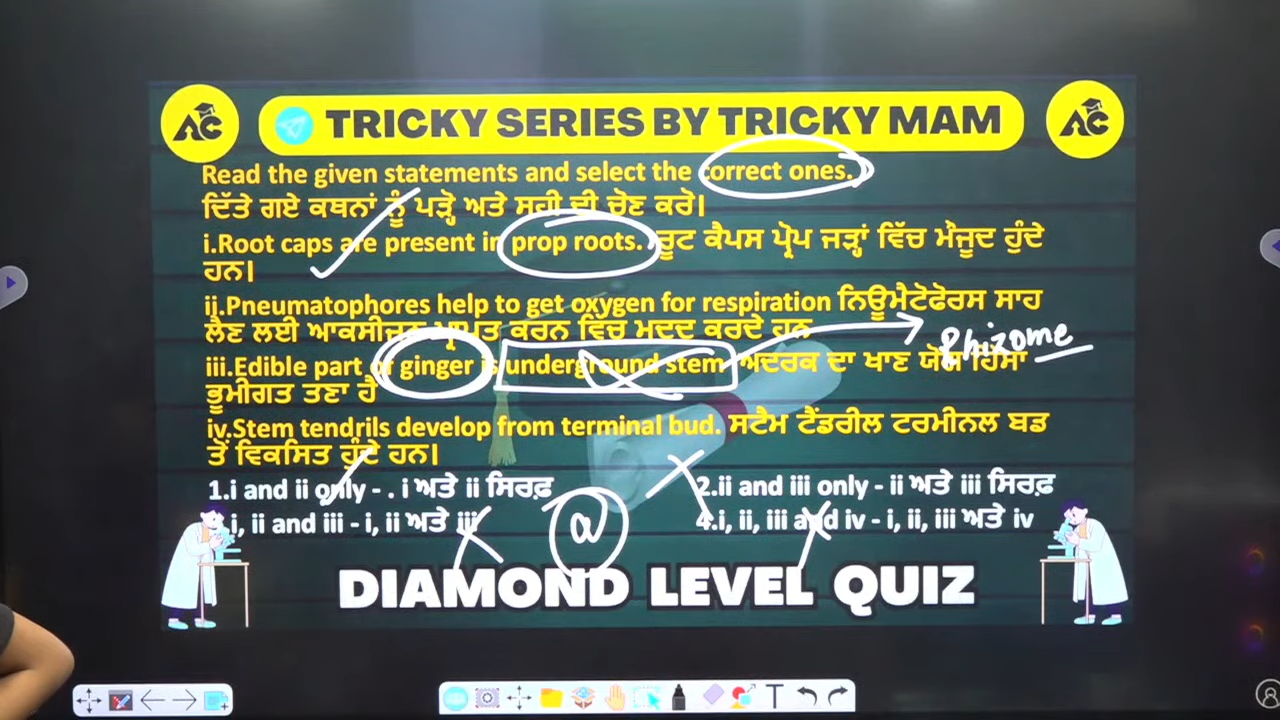 AC
TRICKY SERIES BY TRICKY MAM
AC
Read the given statements and select the correct ones.
ਦਿੱਤੇ ਗਏ ਕਥਨਾਂ ਨੂੰ ਪੜ੍ਹੋ ਅਤੇ ਸਹੀ ਦੀ ਚੋਣ ਕਰੋ।
i.Root caps are present in prop roots. ਰੂਟ ਕੈਪਸ ਪ੍ਰੋਪ ਜੜ੍ਹਾਂ ਵਿੱਚ ਮੌਜੂਦ ਹੁੰਦੇ
ਹਨ।
ii.Pneumatophores help to get oxygen for respiration ਨਿਊਮੈਟੋਫੋਰਸ ਸਾਹ
ਲੈਣ ਲਈ ਆਕਸੀਜਨ ਪ੍ਰਾਪਤ ਕਰਨ ਵਿੱਚ ਮਦਦ ਕਰਦੇ ਹਨ
Rhizome
iii.Edible part of ginger is underground stem ਅਦਰਕ ਦਾ ਖਾਣ ਯੋਗ ਹਿੱਸਾ
ਭੂਮੀਗਤ ਤਣਾ ਹੈ
iv.Stem tendrils develop from terminal bud. ਸਟੈਮ ਟੈਂਡਰੀਲ ਟਰਮੀਨਲ ਬਡ
ਤੋਂ ਵਿਕਸਿਤ ਹੁੰਦੇ ਹਨ।
1.i and ii only - . i ਅਤੇ ii ਸਿਰਫ਼
2.ii and iii only - ii ਅਤੇ iii ਸਿਰਫ਼
i, ii and iii - i, ii ਅਤੇ iii
4.i, ii, iii and iv - i, ii, iii ਅਤੇ iv
a
DIAMOND LEVEL QUIZ
T